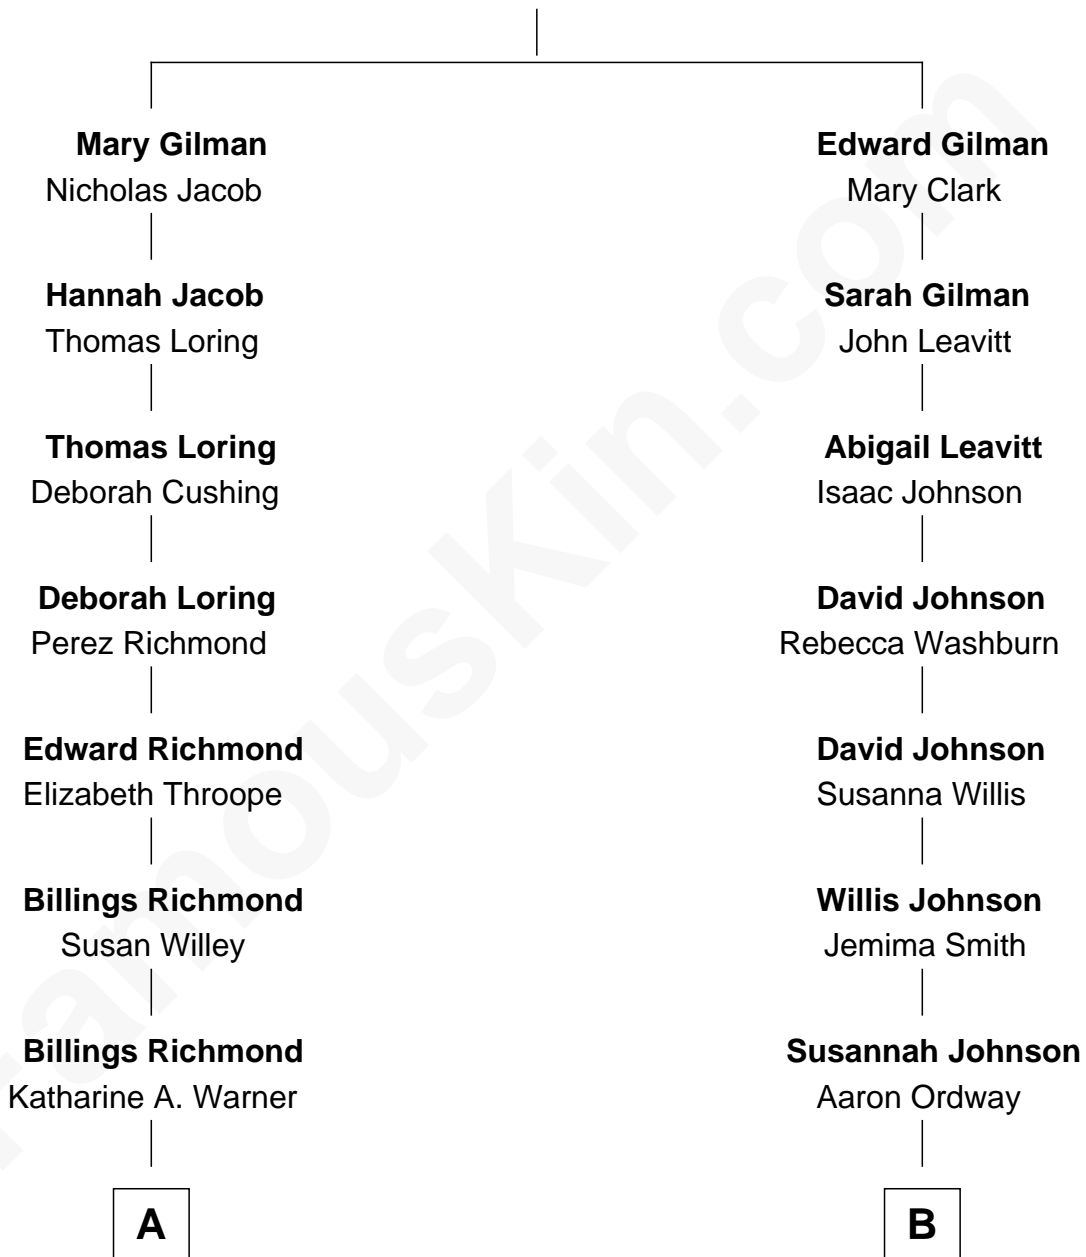 Mary Gilman
Nicholas Jacob
Hannah Jacob
Thomas Loring
Thomas Loring
Deborah Cushing
Deborah Loring
Perez Richmond
Edward Richmond
Elizabeth Throope
Billings Richmond
Susan Willey
Billings Richmond
Katharine A. Warner
A
Edward Gilman
Mary Clark
Sarah Gilman
John Leavitt
Abigail Leavitt
Isaac Johnson
David Johnson
Rebecca Washburn
David Johnson
Susanna Willis
Willis Johnson
Jemima Smith
Susannah Johnson
Aaron Ordway
B
FamousKin.com